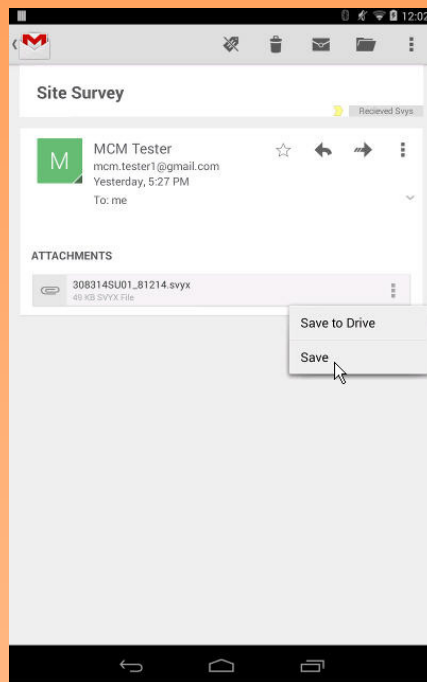 12:02
Site Survey
Recieved Svys
M
MCM Tester
mcm.tester1@gmail.com
Yesterday, 5:27 PM
To: me
ATTACHMENTS
308314SU01_81214.svyx
49 KB SVYX File
Save to Drive
Save